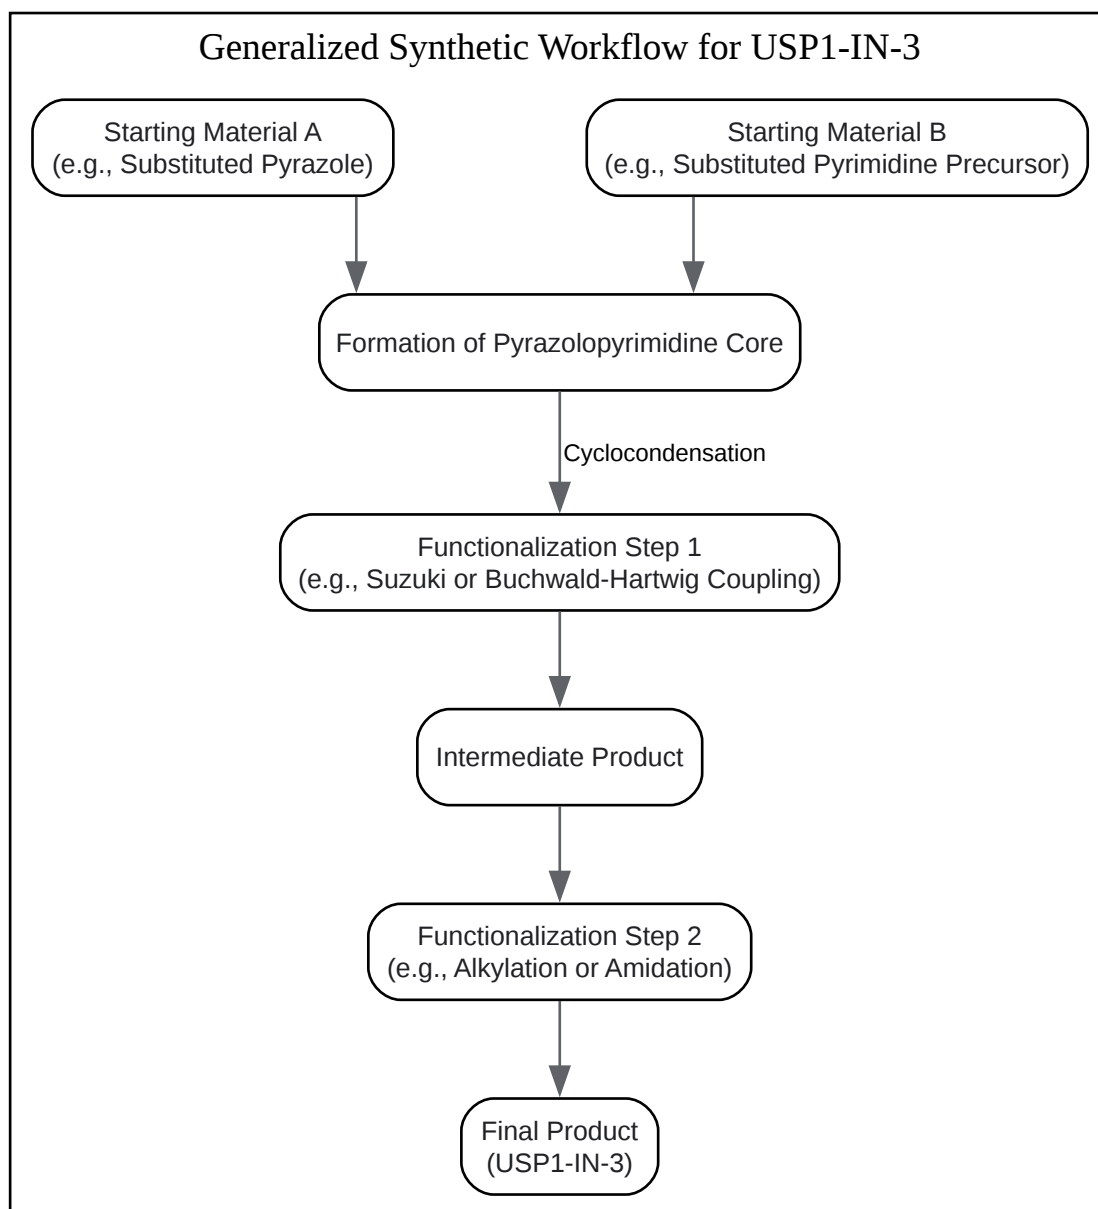 Generalized Synthetic Workflow for USP1-IN-3
Starting Material A
(e.g., Substituted Pyrazole)
Starting Material B
(e.g., Substituted Pyrimidine Precursor)
Formation of Pyrazolopyrimidine Core
Cyclocondensation
Functionalization Step 1
(e.g., Suzuki or Buchwald-Hartwig Coupling)
Intermediate Product
Functionalization Step 2
(e.g., Alkylation or Amidation)
Final Product
(USP1-IN-3)